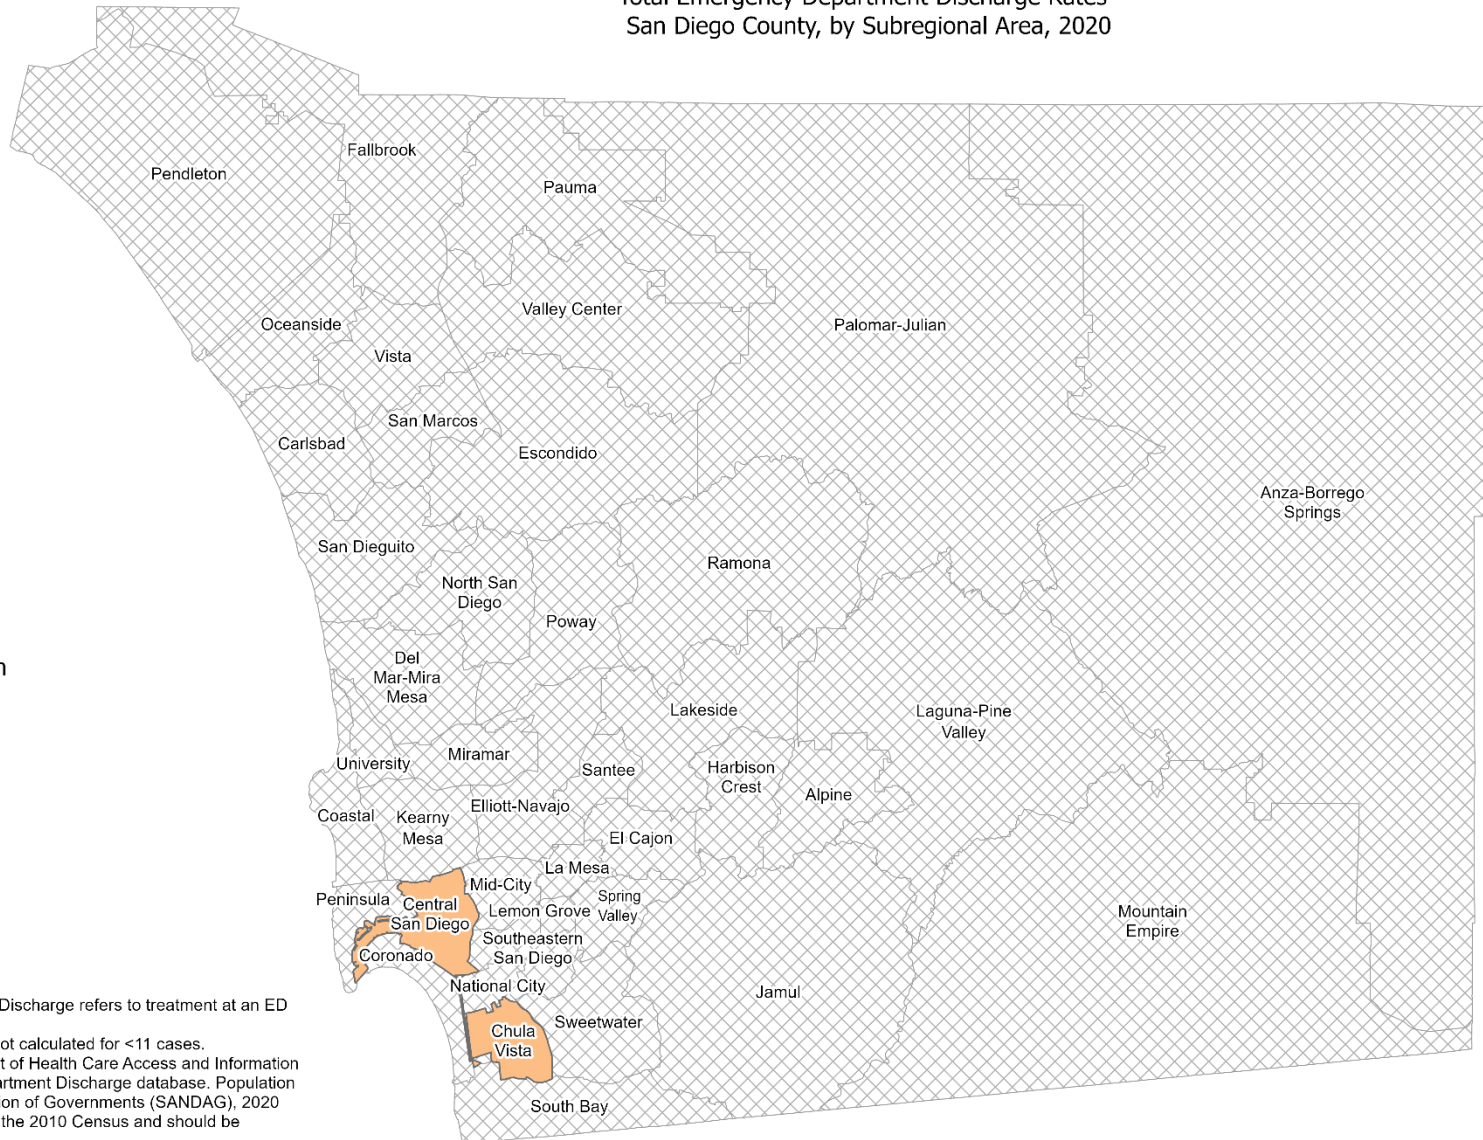 Total Emergency Department Discharge Rates
San Diego County, by Subregional Area, 2020
Fallbrook
Pendleton
Pauma
Valley Center
Oceanside
Palomar-Julian
Vista
San Marcos
Carlsbad
Escondido
Anza-Borrego
Springs
San Dieguito
Ramona
North San
Diego
Poway
Del
Mar-Mira
Mesa
Lakeside
Laguna-Pine
Valley
Miramar
University
Santee
Harbison
Crest
Alpine
Elliott-Navajo
Coastal
Kearny
Mesa
El Cajon
La Mesa
Mid-City
Peninsula
Central
San Diego
Spring
Valley
Lemon Grove
Mountain
Empire
Southeastern
San Diego
Coronado
National City
Jamul
Sweetwater
Chula
Vista
South Bay
Discharge refers to treatment at an ED
ot calculated for <11 cases.
t of Health Care Access and Information
artment Discharge database. Population
ion of Governments (SANDAG), 2020
the 2010 Census and should be